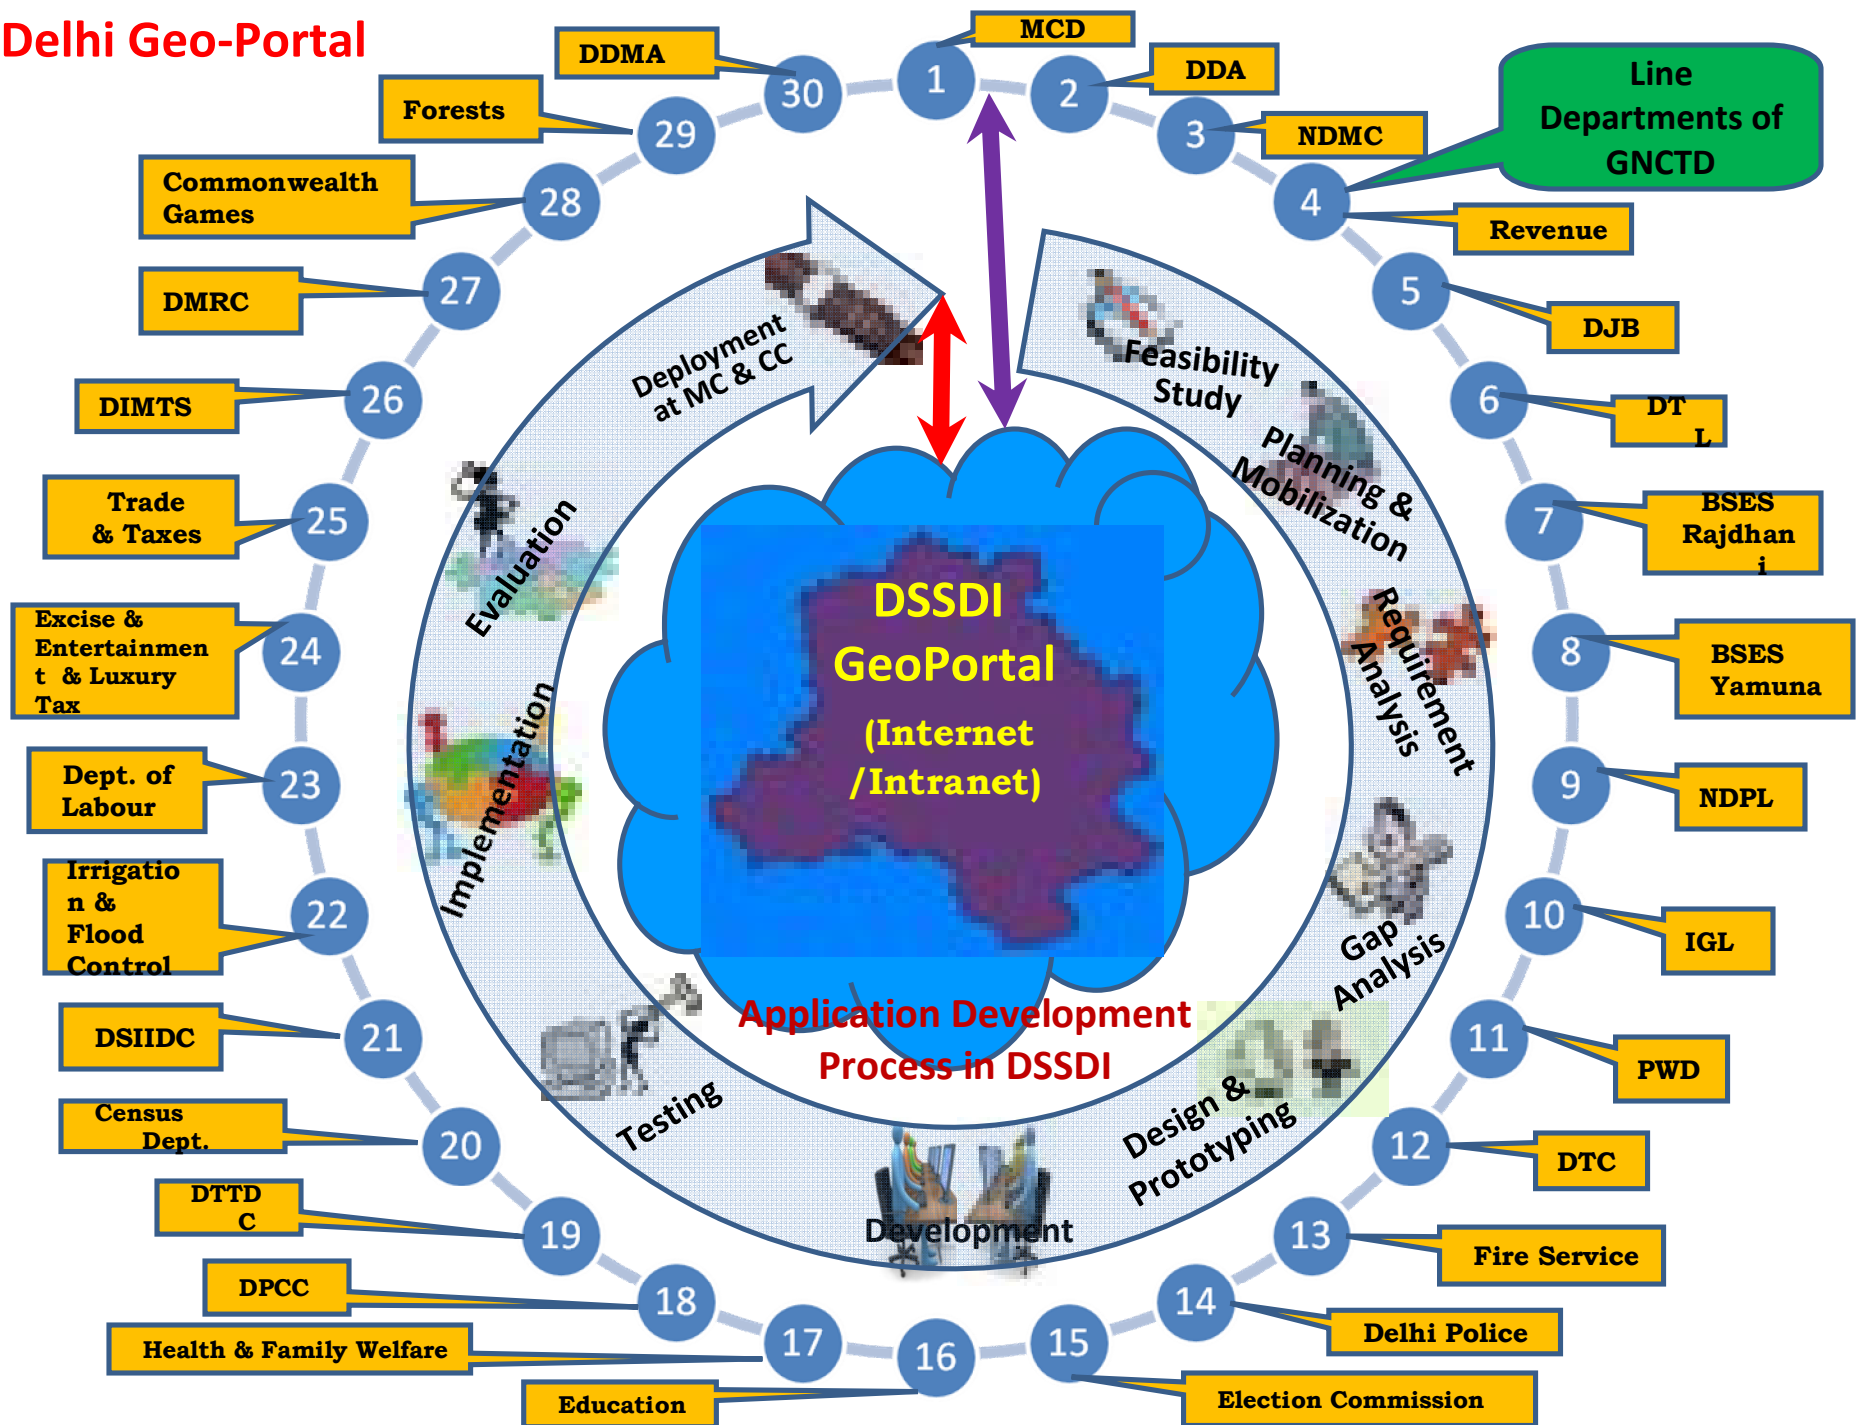 Delhi Geo-Portal
1
MCD
2
DDA
3
NDMC
4
Line
Departments of
GNCTD
Revenue
5
DJB
6
DT
L
7
BSES
Rajdhan
i
8
BSES
Yamuna
9
NDPL
10
IGL
11
PWD
12
DTC
13
Fire Service
14
Delhi Police
15
Election Commission
16
Education
17
Health & Family Welfare
18
DPCC
19
DTTD
C
20
Census
Dept.
21
DSIIDC
22
Irrigatio
n &
Flood
Control
23
Dept. of
Labour
24
Excise &
Entertainmen
t & Luxury
Tax
25
Trade
& Taxes
26
DIMTS
27
DMRC
28
Commonwealth
Games
29
Forests
30
DDMA
Feasibility
Study
Planning &
Mobilization
Requirement
Analysis
Gap
Analysis
Design &
Prototyping
Development
Testing
Implementation
Evaluation
Deployment
at MC & CC
DSSDI
GeoPortal
(Internet
/Intranet)
Application Development
Process in DSSDI